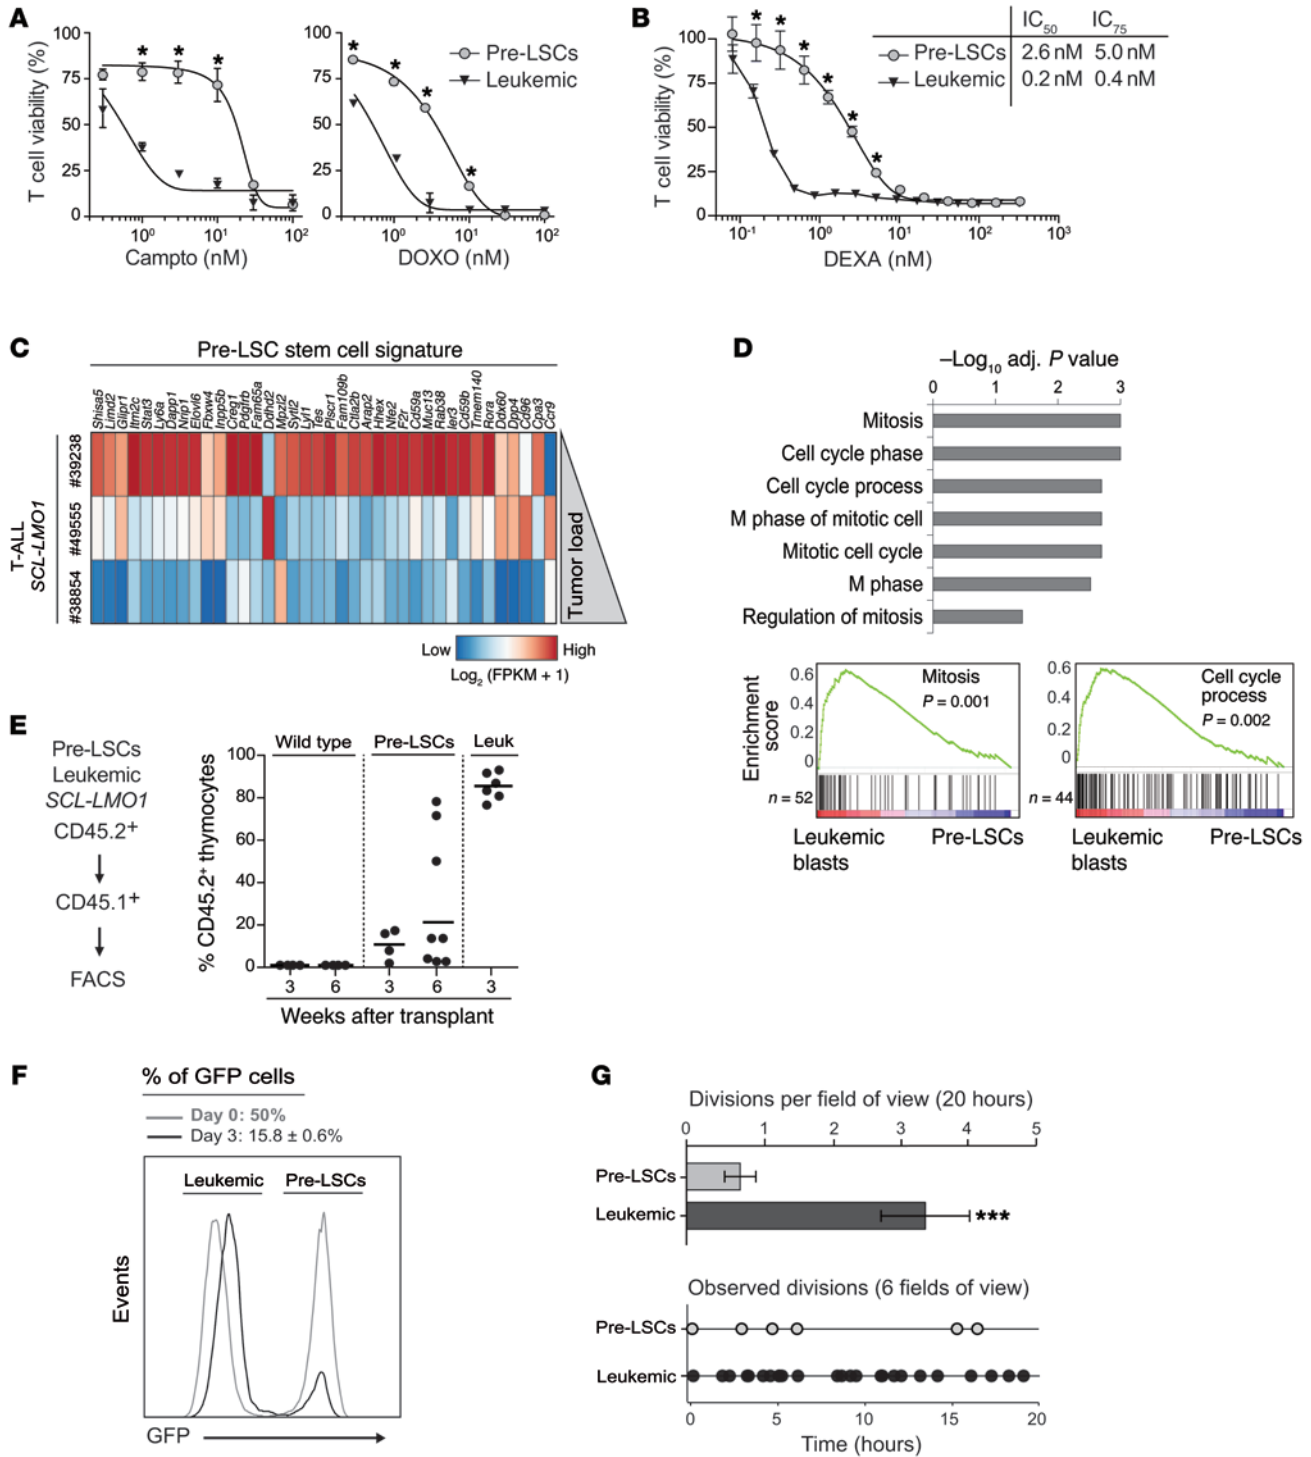 A
T cell viability (%)
100
75
50
25
0
10⁰
10¹
10²
Campto (nM)
100
75
50
25
0
10⁰
10¹
10²
DOXO (nM)
Pre-LSCs
Leukemic
* * *
* * * *
B
T cell viability (%)
100
75
50
25
0
10⁻¹
10⁰
10¹
10²
10³
DEXA (nM)
* * * * * *
IC₅₀ IC₇₅
Pre-LSCs 2.6 nM 5.0 nM
Leukemic 0.2 nM 0.4 nM
C
Pre-LSC stem cell signature
Shisa5 Limd2 Glipr1 Itm2c Stat3 Ly6a Dapp1 Nrip1 Elovl6 Fbxw4 Inpp5b Creg1 Pdgfrb Fam65a Ddhd2 Mpzl2 Sytl2 Lyl1 Tes Plscr1 Fam109b Ctla2b Arap2 Hhex Nfe2 F2r Cd59a Muc13 Rab38 Ier3 Cd59b Tmem140 Rora Ddx60 Dpp4 Cd96 Cpa3 Ccr9
T-ALL
SCL-LMO1
#39238
#49555
#38854
Tumor load
Low High
Log₂ (FPKM + 1)
D
–Log₁₀ adj. P value
0 1 2 3
Mitosis
Cell cycle phase
Cell cycle process
M phase of mitotic cell
Mitotic cell cycle
M phase
Regulation of mitosis
Enrichment
score
0.6
0.4
0.2
0
Mitosis
P = 0.001
n = 52
Leukemic
blasts
Pre-LSCs
0.6
0.4
0.2
0
Cell cycle
process
P = 0.002
n = 44
Leukemic
blasts
Pre-LSCs
E
Pre-LSCs
Leukemic
SCL-LMO1
CD45.2⁺
CD45.1⁺
FACS
% CD45.2⁺ thymocytes
Wild type Pre-LSCs Leuk
100
80
60
40
20
0
3 6 3 6 3
Weeks after transplant
F
% of GFP cells
Day 0: 50%
Day 3: 15.8 ± 0.6%
Leukemic Pre-LSCs
Events
GFP
G
Divisions per field of view (20 hours)
0 1 2 3 4 5
Pre-LSCs
Leukemic
***
Observed divisions (6 fields of view)
Pre-LSCs
Leukemic
0 5 10 15 20
Time (hours)